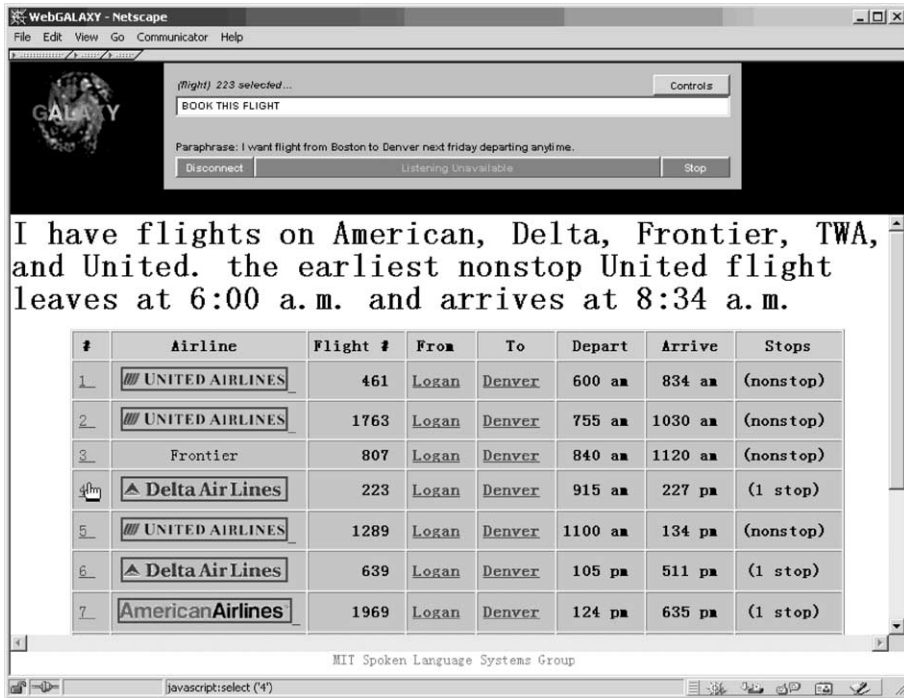 WebGALAXY - Netscape
File Edit View Go Communicator Help
GALAXY
(flight) 223 selected...
Controls
BOOK THIS FLIGHT
Paraphrase: I want flight from Boston to Denver next friday departing anytime.
Disconnect Listening Unavailable Stop
I have flights on American, Delta, Frontier, TWA,
and United. the earliest nonstop United flight
leaves at 6:00 a.m. and arrives at 8:34 a.m.
# Airline Flight # From To Depart Arrive Stops
1 UNITED AIRLINES 461 Logan Denver 600 am 834 am (nonstop)
2 UNITED AIRLINES 1763 Logan Denver 755 am 1030 am (nonstop)
3 Frontier 807 Logan Denver 840 am 1120 am (nonstop)
4 Delta Air Lines 223 Logan Denver 915 am 227 pm (1 stop)
5 UNITED AIRLINES 1289 Logan Denver 1100 am 134 pm (nonstop)
6 Delta Air Lines 639 Logan Denver 105 pm 511 pm (1 stop)
7 AmericanAirlines 1969 Logan Denver 124 pm 635 pm (1 stop)
MIT Spoken Language Systems Group
javascript:select ('4')